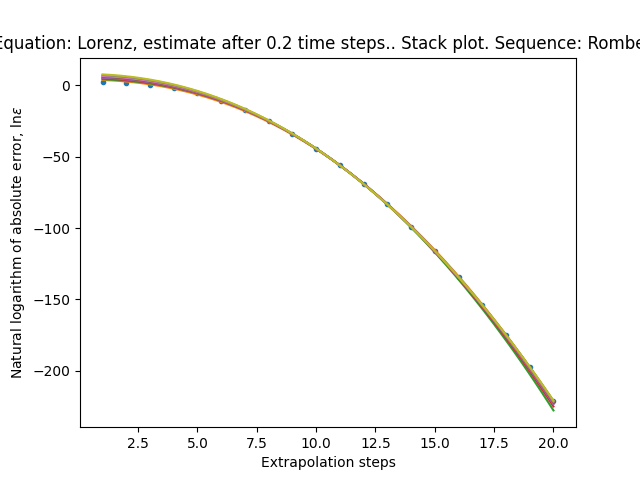 Equation: Lorenz, estimate after 0.2 time steps.. Stack plot. Sequence:
Natural logarithm of absolute error, lnε
0
−50
−100
−150
−200
2.5 5.0 7.5 10.0 12.5 15.0 17.5 20.0
Extrapolation steps